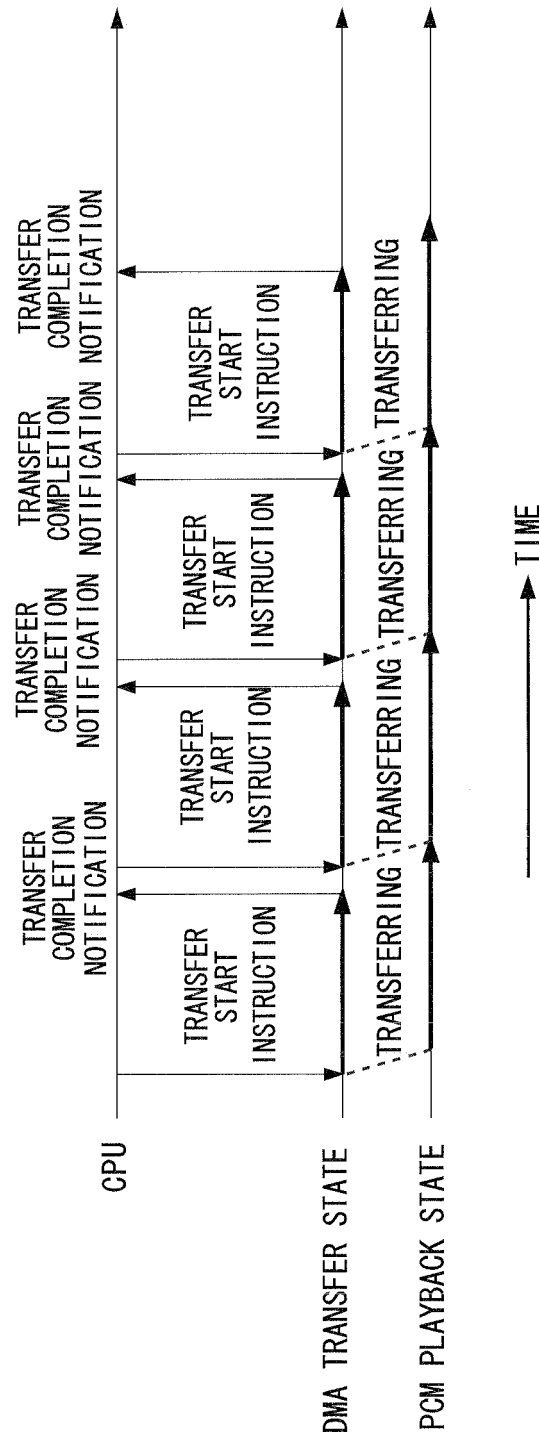 TRANSFER
COMPLETION
NOTIFICATION
TRANSFER
COMPLETION
NOTIFICATION
TRANSFER
COMPLETION
NOTIFICATION
TRANSFER
COMPLETION
NOTIFICATION
CPU
TRANSFER
START
INSTRUCTION
TRANSFER
START
INSTRUCTION
TRANSFER
START
INSTRUCTION
TRANSFER
START
INSTRUCTION
DMA TRANSFER STATE
TRANSFERRING
TRANSFERRING
TRANSFERRING
TRANSFERRING
PCM PLAYBACK STATE
TIME